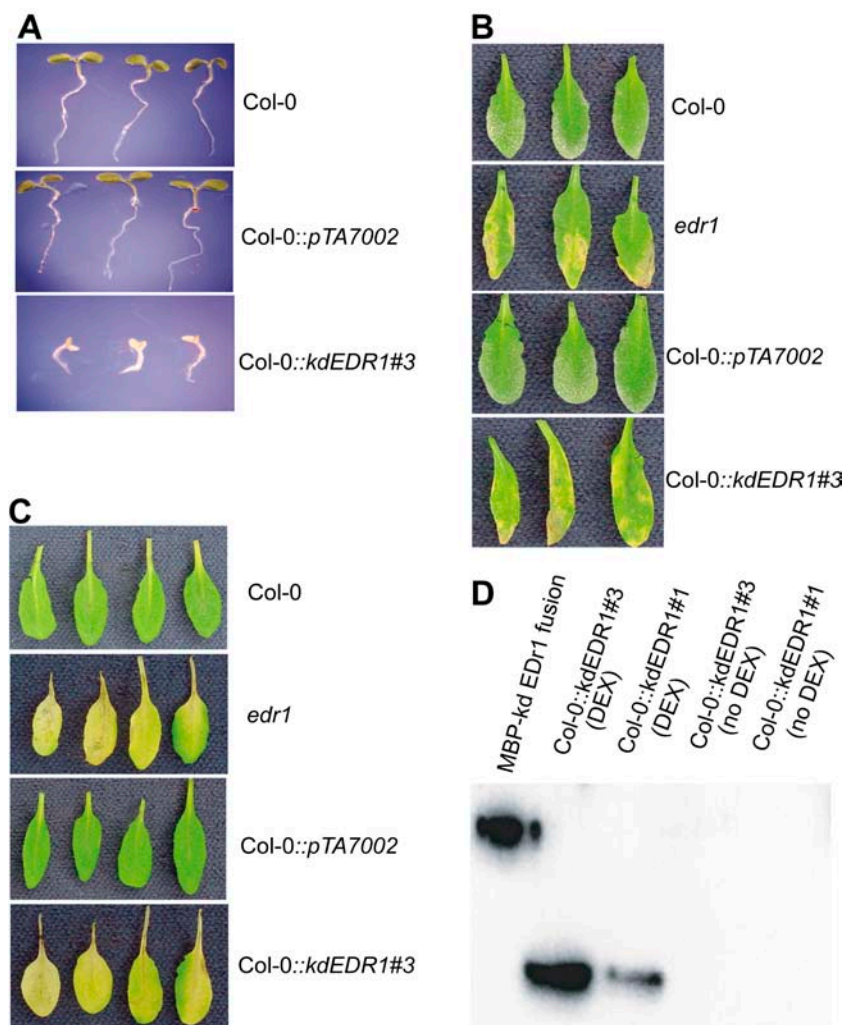 A
Col-0
Col-0::pTA7002
Col-0::kdEDR1#3
B
Col-0
edr1
Col-0::pTA7002
Col-0::kdEDR1#3
C
Col-0
edr1
Col-0::pTA7002
Col-0::kdEDR1#3
D
MBP-kd EDr1 fusion
Col-0::kdEDR1#3
(DEX)
Col-0::kdEDR1#1
(DEX)
Col-0::kdEDR1#3
(no DEX)
Col-0::kdEDR1#1
(no DEX)